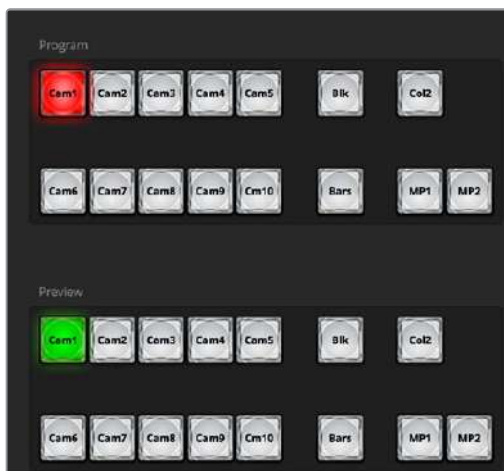 Program
Cam1 Cam2 Cam3 Cam4 Cam5 Blk Col2
Cam6 Cam7 Cam8 Cam9 Cm10 Bars MP1 MP2
Preview
Cam1 Cam2 Cam3 Cam4 Cam5 Blk Col2
Cam6 Cam7 Cam8 Cam9 Cm10 Bars MP1 MP2